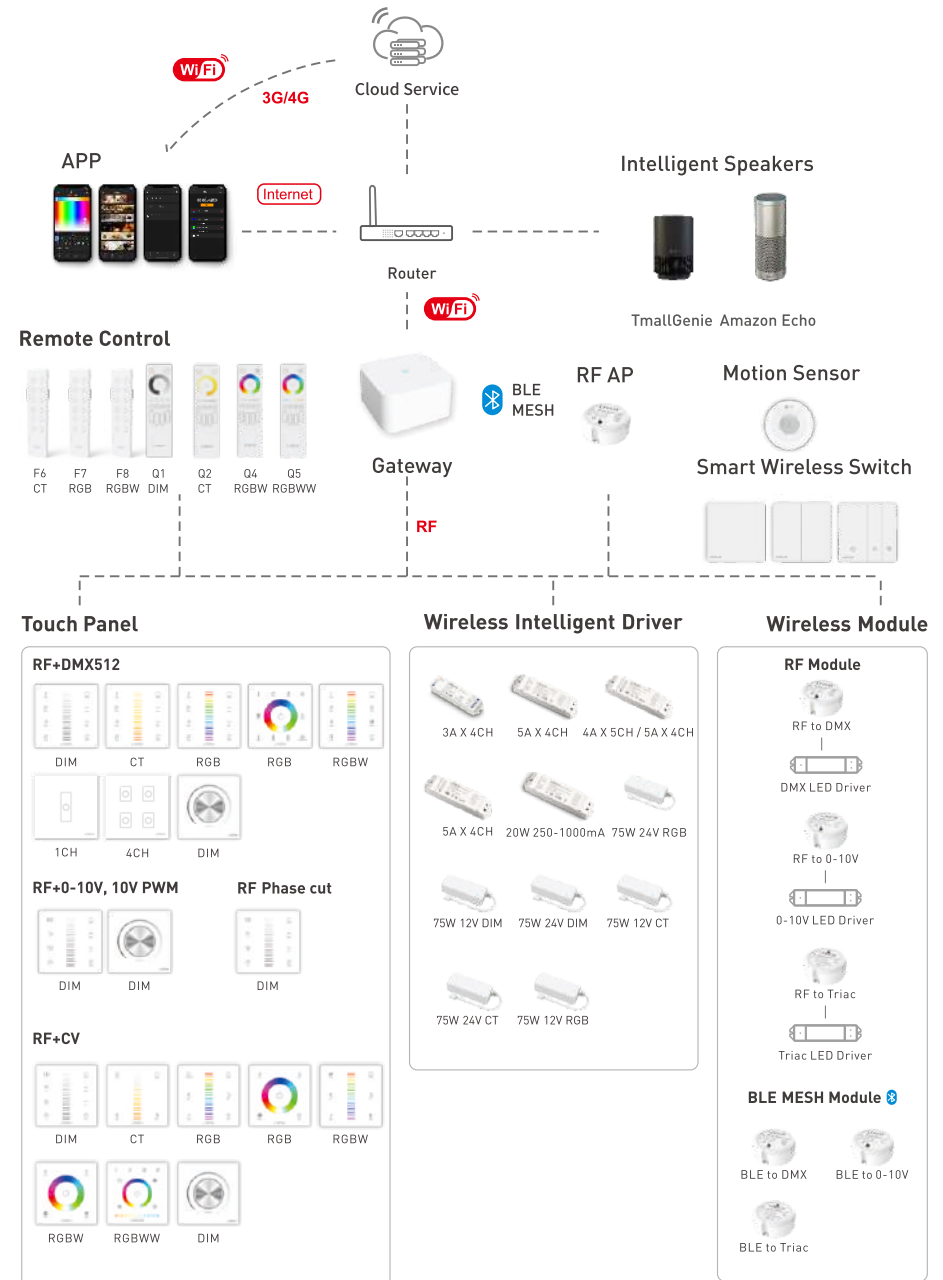 WiFi
3G/4G
Cloud Service
APP
Internet
Intelligent Speakers
Router
WiFi
TmallGenie Amazon Echo
Remote Control
F6 F7 F8 Q1 Q2 Q4 Q5
CT RGB RGBW DIM CT RGBW RGBWW
Gateway
BLE
MESH
RF AP
Motion Sensor
Smart Wireless Switch
RF
Touch Panel
RF+DMX512
DIM CT RGB RGB RGBW
1CH 4CH DIM
RF+0-10V, 10V PWM
RF Phase cut
DIM DIM DIM
RF+CV
DIM CT RGB RGB RGBW
RGBW RGBWW DIM
Wireless Intelligent Driver
3A X 4CH 5A X 4CH 4A X 5CH / 5A X 4CH
5A X 4CH 20W 250-1000mA 75W 24V RGB
75W 12V DIM 75W 24V DIM 75W 12V CT
75W 24V CT 75W 12V RGB
Wireless Module
RF Module
RF to DMX
DMX LED Driver
RF to 0-10V
0-10V LED Driver
RF to Triac
Triac LED Driver
BLE MESH Module
BLE to DMX BLE to 0-10V
BLE to Triac